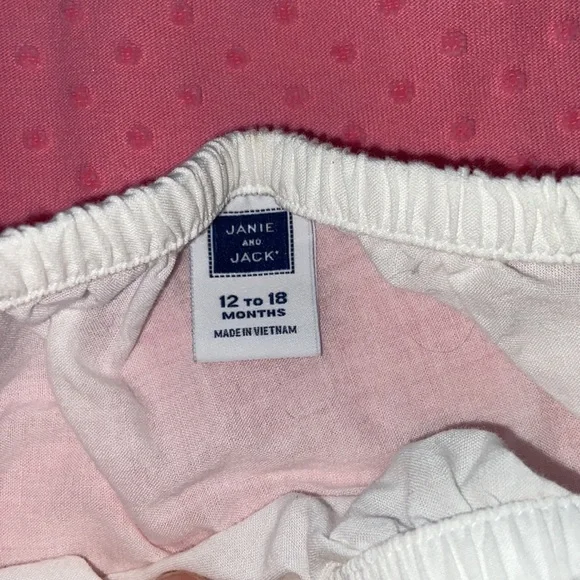 JANIE
AND
JACK®
12 TO 18
MONTHS
MADE IN VIETNAM